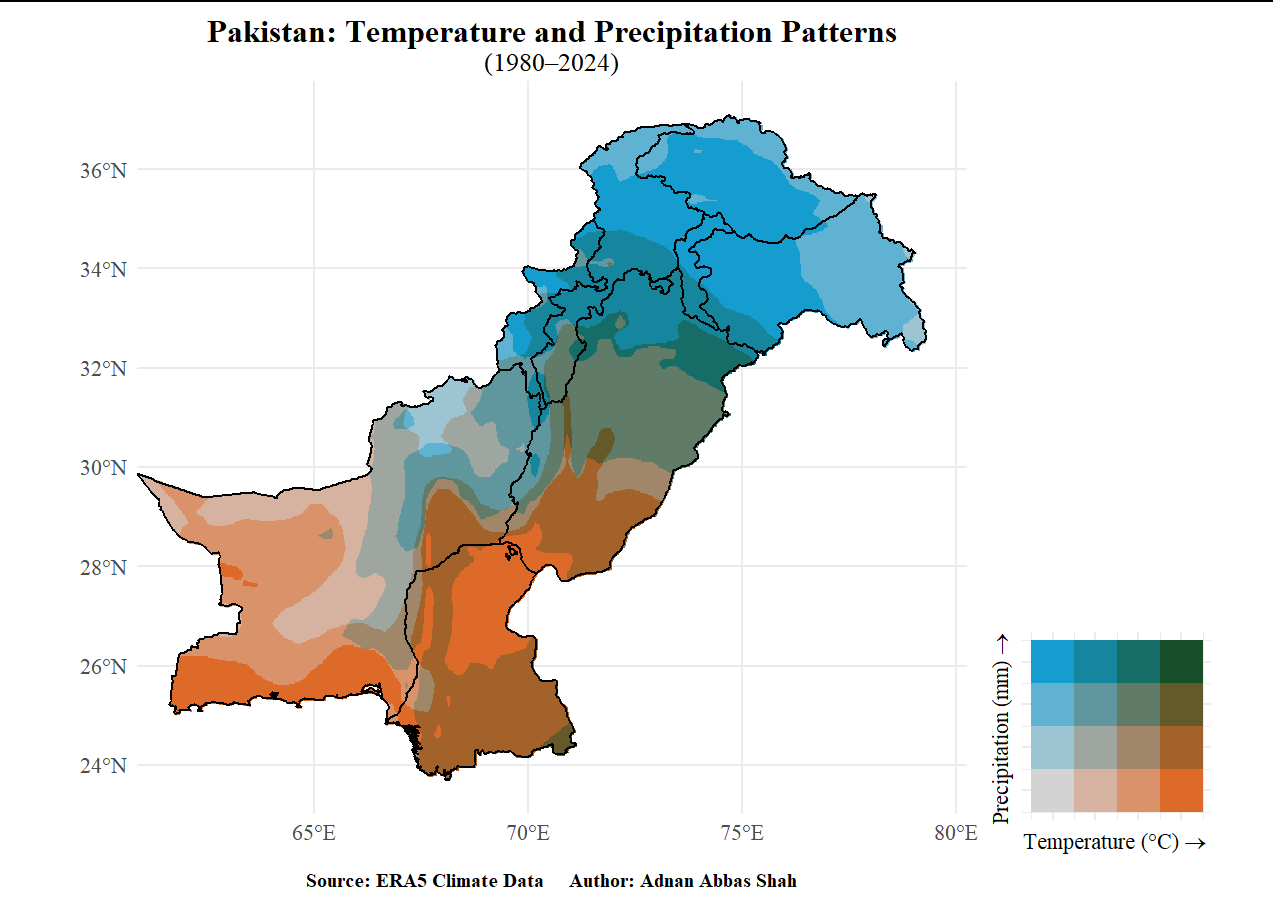 Pakistan: Temperature and Precipitation Patterns
(1980–2024)
36°N
34°N
32°N
30°N
28°N
26°N
24°N
65°E
70°E
75°E
80°E
Precipitation (mm) →
Temperature (°C) →
Source: ERA5 Climate Data     Author: Adnan Abbas Shah